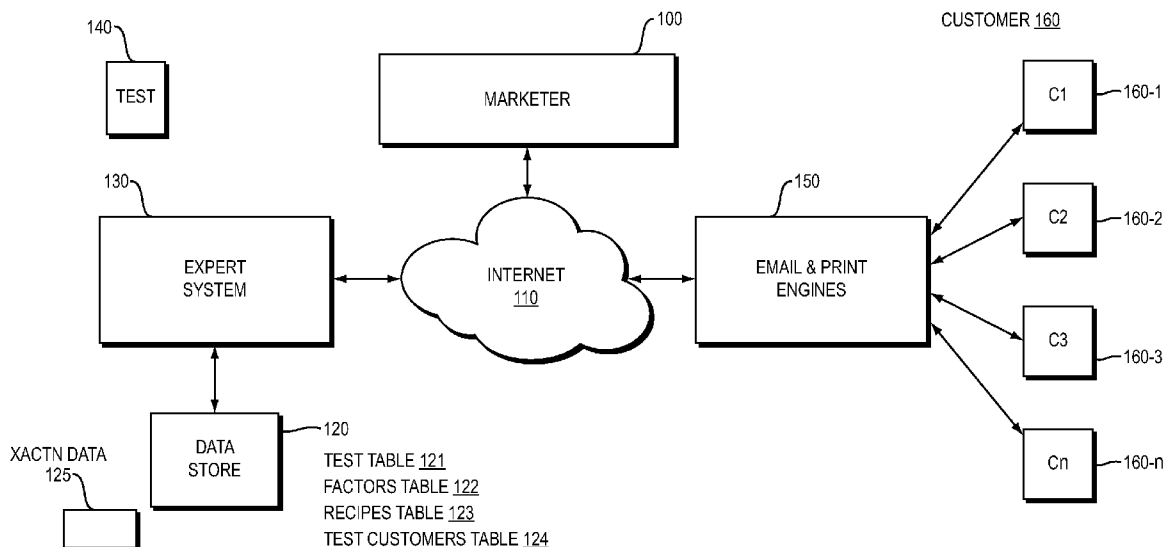 140
TEST
100
MARKETER
CUSTOMER 160
C1
160-1
130
EXPERT
SYSTEM
INTERNET
110
150
EMAIL & PRINT
ENGINES
C2
160-2
C3
160-3
Cn
160-n
DATA
STORE
120
XACTN DATA
125
TEST TABLE 121
FACTORS TABLE 122
RECIPES TABLE 123
TEST CUSTOMERS TABLE 124